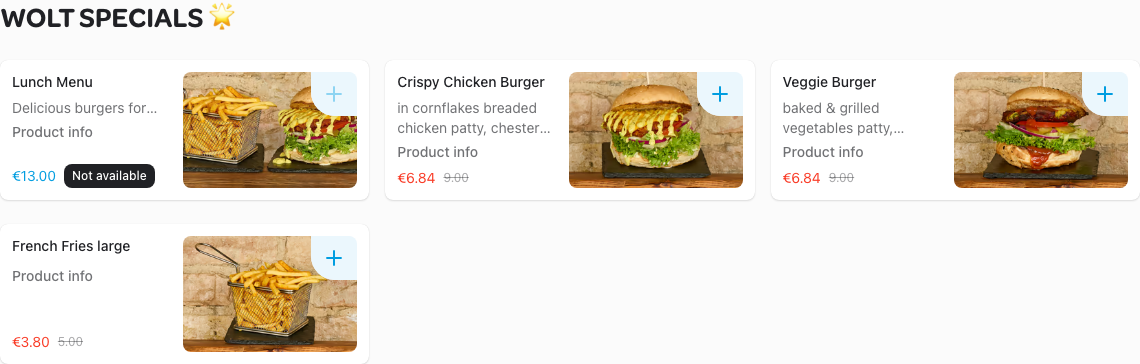 WOLT SPECIALS 🌟
Lunch Menu
Delicious burgers for...
Product info
€13.00 Not available
Crispy Chicken Burger
in cornflakes breaded
chicken patty, chester...
Product info
€6.84 9.00
Veggie Burger
baked & grilled
vegetables patty,...
Product info
€6.84 9.00
French Fries large
Product info
€3.80 5.00